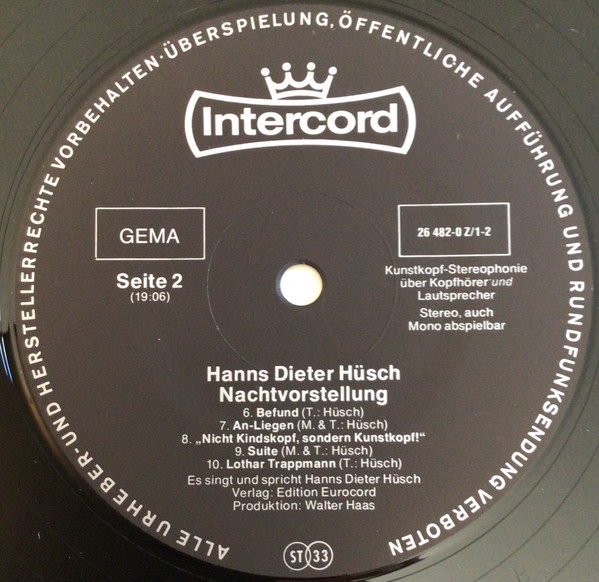 ALLE URHEBER- UND HERSTELLERRECHTE VORBEHALTEN · ÜBERSPIELUNG, ÖFFENTLICHE AUFFÜHRUNG UND RUNDFUNKSENDUNG VERBOTEN
Intercord
GEMA
Seite 2
(19:06)
26 482-0 Z/1-2
Kunstkopf-Stereophonie
über Kopfhörer und
Lautsprecher
Stereo, auch
Mono abspielbar
Hanns Dieter Hüsch
Nachtvorstellung
6. Befund (T.: Hüsch)
7. An-Liegen (M. & T.: Hüsch)
8. „Nicht Kindskopf, sondern Kunstkopf!“
9. Suite (M. & T.: Hüsch)
10. Lothar Trappmann (T.: Hüsch)
Es singt und spricht Hanns Dieter Hüsch
Verlag: Edition Eurocord
Produktion: Walter Haas
ST 33